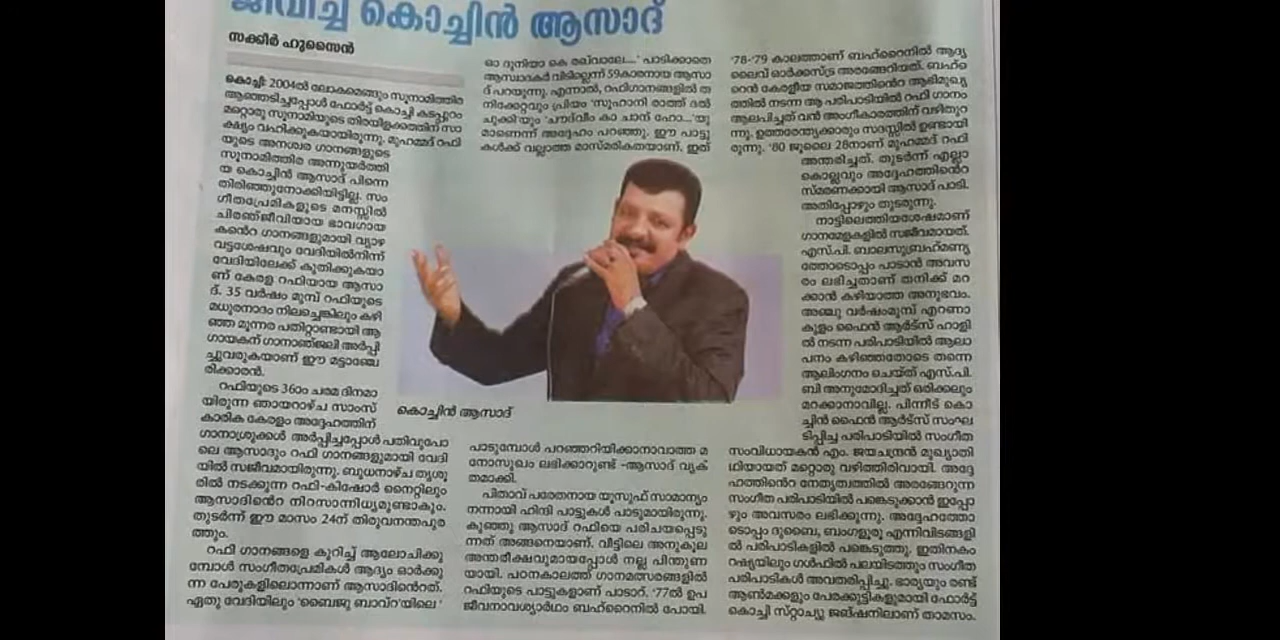 ജീവിച്ച കൊച്ചിൻ ആസാദ്
സക്കീർ ഹുസൈൻ
കൊച്ചി: 2004ൽ ലോകമെങ്ങും സൂനാമിത്തിര
ആഞ്ഞടിച്ചപ്പോൾ ഫോർട്ട് കൊച്ചി കടപ്പുറം
മറ്റൊരു സൂനാമിയുടെ തിരയിളക്കത്തിന് സാ
ക്ഷ്യം വഹിക്കുകയായിരുന്നു. മുഹമ്മദ് റഫി
യുടെ അനശ്വര ഗാനങ്ങളുടെ
സൂനാമിത്തിര അന്നുയർത്തി
യ കൊച്ചിൻ ആസാദ് പിന്നെ
തിരിഞ്ഞുനോക്കിയിട്ടില്ല. സം
ഗീതപ്രേമികളുടെ മനസ്സിൽ
ചിരഞ്ജീവിയായ ഭാവഗായ
കൻെറ ഗാനങ്ങളുമായി വ്യാഴ
വട്ടശേഷവും വേദിയിൽനിന്ന്
വേദിയിലേക്ക് കുതിക്കുകയാ
ണ് കേരള റഫിയായ ആസാ
ദ്. 35 വർഷം മുമ്പ് റഫിയുടെ
മധുരനാദം നിലച്ചെങ്കിലും കഴി
ഞ്ഞ മൂന്നര പതിറ്റാണ്ടായി ആ
ഗായകന് ഗാനാഞ്ജലി അർപ്പി
ച്ചുവരുകയാണ് ഈ മട്ടാഞ്ചേ
രിക്കാരൻ.
റഫിയുടെ 36ാം ചരമ ദിനമാ
യിരുന്ന ഞായറാഴ്ച സാംസ്
കാരിക കേരളം അദ്ദേഹത്തിന്
ഗാനാശ്രുക്കൾ അർപ്പിച്ചപ്പോൾ പതിവുപോ
ലെ ആസാദും റഫി ഗാനങ്ങളുമായി വേദി
യിൽ സജീവമായിരുന്നു. ബുധനാഴ്ച തൃശൂ
രിൽ നടക്കുന്ന റഫി-കിഷോർ നൈറ്റിലും
ആസാദിൻെറ നിറസാന്നിധ്യമുണ്ടാകും.
തുടർന്ന് ഈ മാസം 24ന് തിരുവനന്തപുര
ത്തും.
റഫി ഗാനങ്ങളെ കുറിച്ച് ആലോചിക്കു
മ്പോൾ സംഗീതപ്രേമികൾ ആദ്യം ഓർക്കു
ന്ന പേരുകളിലൊന്നാണ് ആസാദിൻെറത്.
ഏതു വേദിയിലും 'ബൈജു ബാവ്റ'യിലെ '
ഓ ദുനിയാ കെ രഖ്‌വാലേ....' പാടിക്കാതെ
ആസ്വാദകർ വിടില്ലെന്ന് 59കാരനായ ആസാ
ദ് പറയുന്നു. എന്നാൽ, റഫിഗാനങ്ങളിൽ ത
നിക്കേറ്റവും പ്രിയം 'സുഹാനി രാത്ത് ദൽ
ചുക്കി'യും 'ചൗദ്‌വീം കാ ചാന്ദ് ഹോ...'യു
മാണെന്ന് അദ്ദേഹം പറഞ്ഞു. ഈ പാട്ടു
കൾക്ക് വല്ലാത്ത മാസ്മരികതയാണ്. ഇത്
കൊച്ചിൻ ആസാദ്
പാടുമ്പോൾ പറഞ്ഞറിയിക്കാനാവാത്ത മ
നോസുഖം ലഭിക്കാറുണ്ട് -ആസാദ് വ്യക്
തമാക്കി.
പിതാവ് പരേതനായ യൂസുഫ് സാമാന്യം
നന്നായി ഹിന്ദി പാട്ടുകൾ പാടുമായിരുന്നു.
കുഞ്ഞു ആസാദ് റഫിയെ പരിചയപ്പെടു
ന്നത് അങ്ങനെയാണ്. വീട്ടിലെ അനുകൂല
അന്തരീക്ഷവുമായപ്പോൾ നല്ല പിന്തുണ
യായി. പഠനകാലത്ത് ഗാനമത്സരങ്ങളിൽ
റഫിയുടെ പാട്ടുകളാണ് പാടാറ്. '77ൽ ഉപ
ജീവനാവശ്യാർഥം ബഹ്റൈനിൽ പോയി.
'78-'79 കാലത്താണ് ബഹ്റൈനിൽ ആദ്യ
ലൈവ് ഓർക്കസ്ട്ര അരങ്ങേറിയത്. ബഹ്റൈ
റെൻ കേരളീയ സമാജത്തിൻെറ ആഭിമുഖ്യ
ത്തിൽ നടന്ന ആ പരിപാടിയിൽ റഫി ഗാനം
ആലപിച്ചത് വൻ അംഗീകാരത്തിന് വഴിതുറ
ന്നു. ഉത്തരേന്ത്യക്കാരും സദസ്സിൽ ഉണ്ടായി
രുന്നു. '80 ജൂലൈ 28നാണ് മുഹമ്മദ് റഫി
അന്തരിച്ചത്. തുടർന്ന് എല്ലാ
കൊല്ലവും അദ്ദേഹത്തിൻെറ
സ്മരണക്കായി ആസാദ് പാടി.
അതിപ്പോഴും തുടരുന്നു.
നാട്ടിലെത്തിയശേഷമാണ്
ഗാനമേളകളിൽ സജീവമായത്.
എസ്.പി. ബാലസുബ്രഹ്മണ്യ
ത്തോടൊപ്പം പാടാൻ അവസ
രം ലഭിച്ചതാണ് തനിക്ക് മറ
ക്കാൻ കഴിയാത്ത അനുഭവം.
അഞ്ചു വർഷംമുമ്പ് എറണാ
കുളം ഫൈൻ ആർട്സ് ഹാളി
ൽ നടന്ന പരിപാടിയിൽ ആലാ
പനം കഴിഞ്ഞതോടെ തന്നെ
ആലിംഗനം ചെയ്ത് എസ്.പി.
ബി അനുമോദിച്ചത് ഒരിക്കലും
മറക്കാനാവില്ല. പിന്നീട് കൊ
ച്ചിൻ ഫൈൻ ആർട്സ് സംഘ
ടിപ്പിച്ച പരിപാടിയിൽ സംഗീത
സംവിധായകൻ എം. ജയചന്ദ്രൻ മുഖ്യാതി
ഥിയായത് മറ്റൊരു വഴിത്തിരിവായി. അദ്ദേ
ഹത്തിൻെറ നേതൃത്വത്തിൽ അരങ്ങേറുന്ന
സംഗീത പരിപാടിയിൽ പങ്കെടുക്കാൻ ഇപ്പോ
ഴും അവസരം ലഭിക്കുന്നു. അദ്ദേഹത്തോ
ടൊപ്പം ദുബൈ, ബംഗളൂരു എന്നിവിടങ്ങളി
ൽ പരിപാടികളിൽ പങ്കെടുത്തു. ഇതിനകം
റഷ്യയിലും ഗൾഫിൽ പലയിടത്തും സംഗീത
പരിപാടികൾ അവതരിപ്പിച്ചു. ഭാര്യയും രണ്ട്
ആൺമക്കളും പേരക്കുട്ടികളുമായി ഫോർട്ട്
കൊച്ചി സ്റ്റാച്യു ജങ്ഷനിലാണ് താമസം.